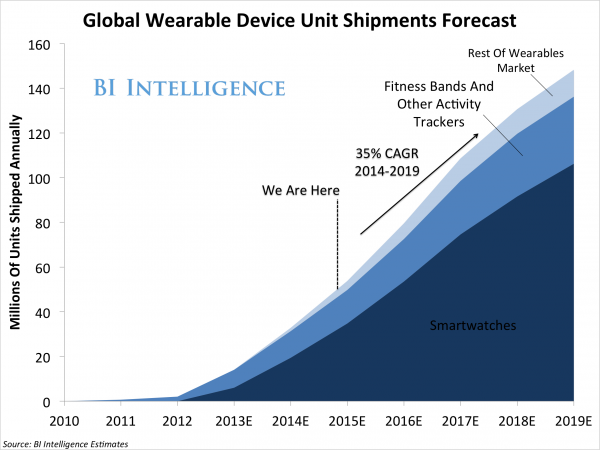 Global Wearable Device Unit Shipments Forecast
160
140
120
100
80
60
40
20
0
Millions Of Units Shipped Annually
BI INTELLIGENCE
Rest Of Wearables
Market
Fitness Bands And
Other Activity
Trackers
35% CAGR
2014-2019
We Are Here
Smartwatches
2010 2011 2012 2013E 2014E 2015E 2016E 2017E 2018E 2019E
Source: BI Intelligence Estimates